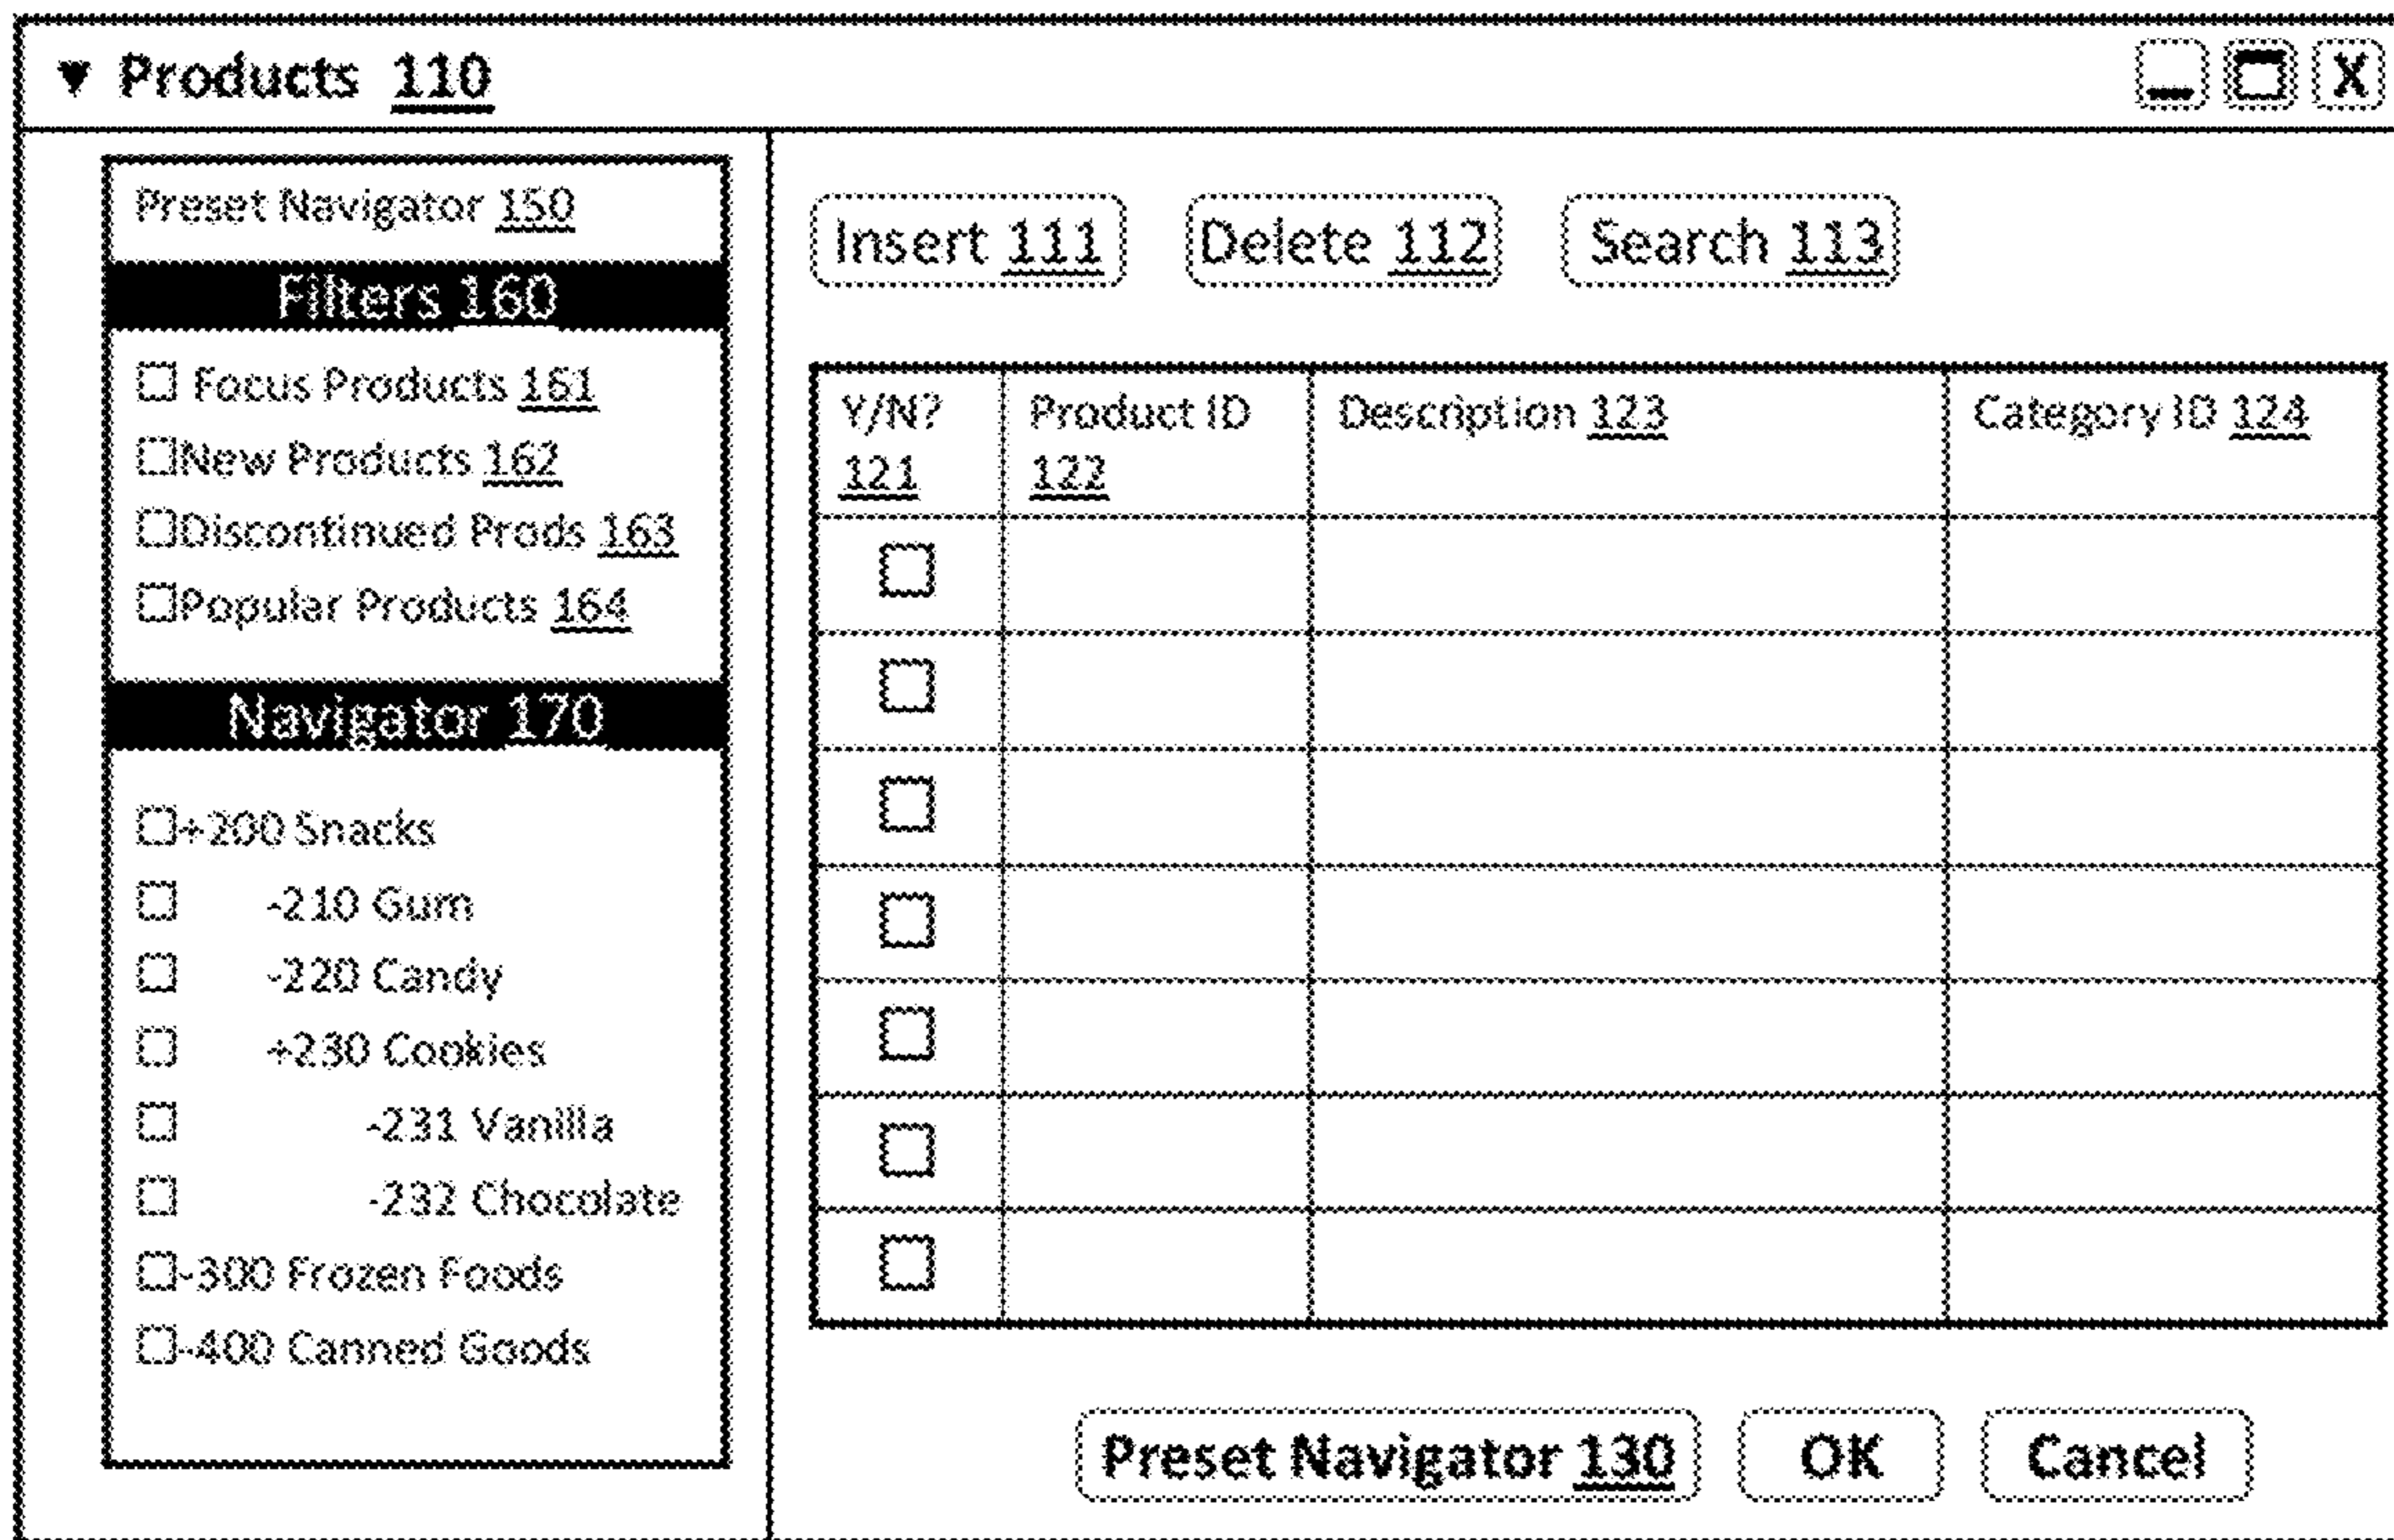 ▼ Products 110
X
Preset Navigator 150
Filters 160
Focus Products 161
New Products 162
Discontinued Prods 163
Popular Products 164
Navigator 170
+200 Snacks
-210 Gum
-220 Candy
+230 Cookies
-231 Vanilla
-232 Chocolate
-300 Frozen Foods
-400 Canned Goods
Insert 111 Delete 112 Search 113
Y/N? Product ID Description 123 Category ID 124
121 122
Preset Navigator 130 OK Cancel